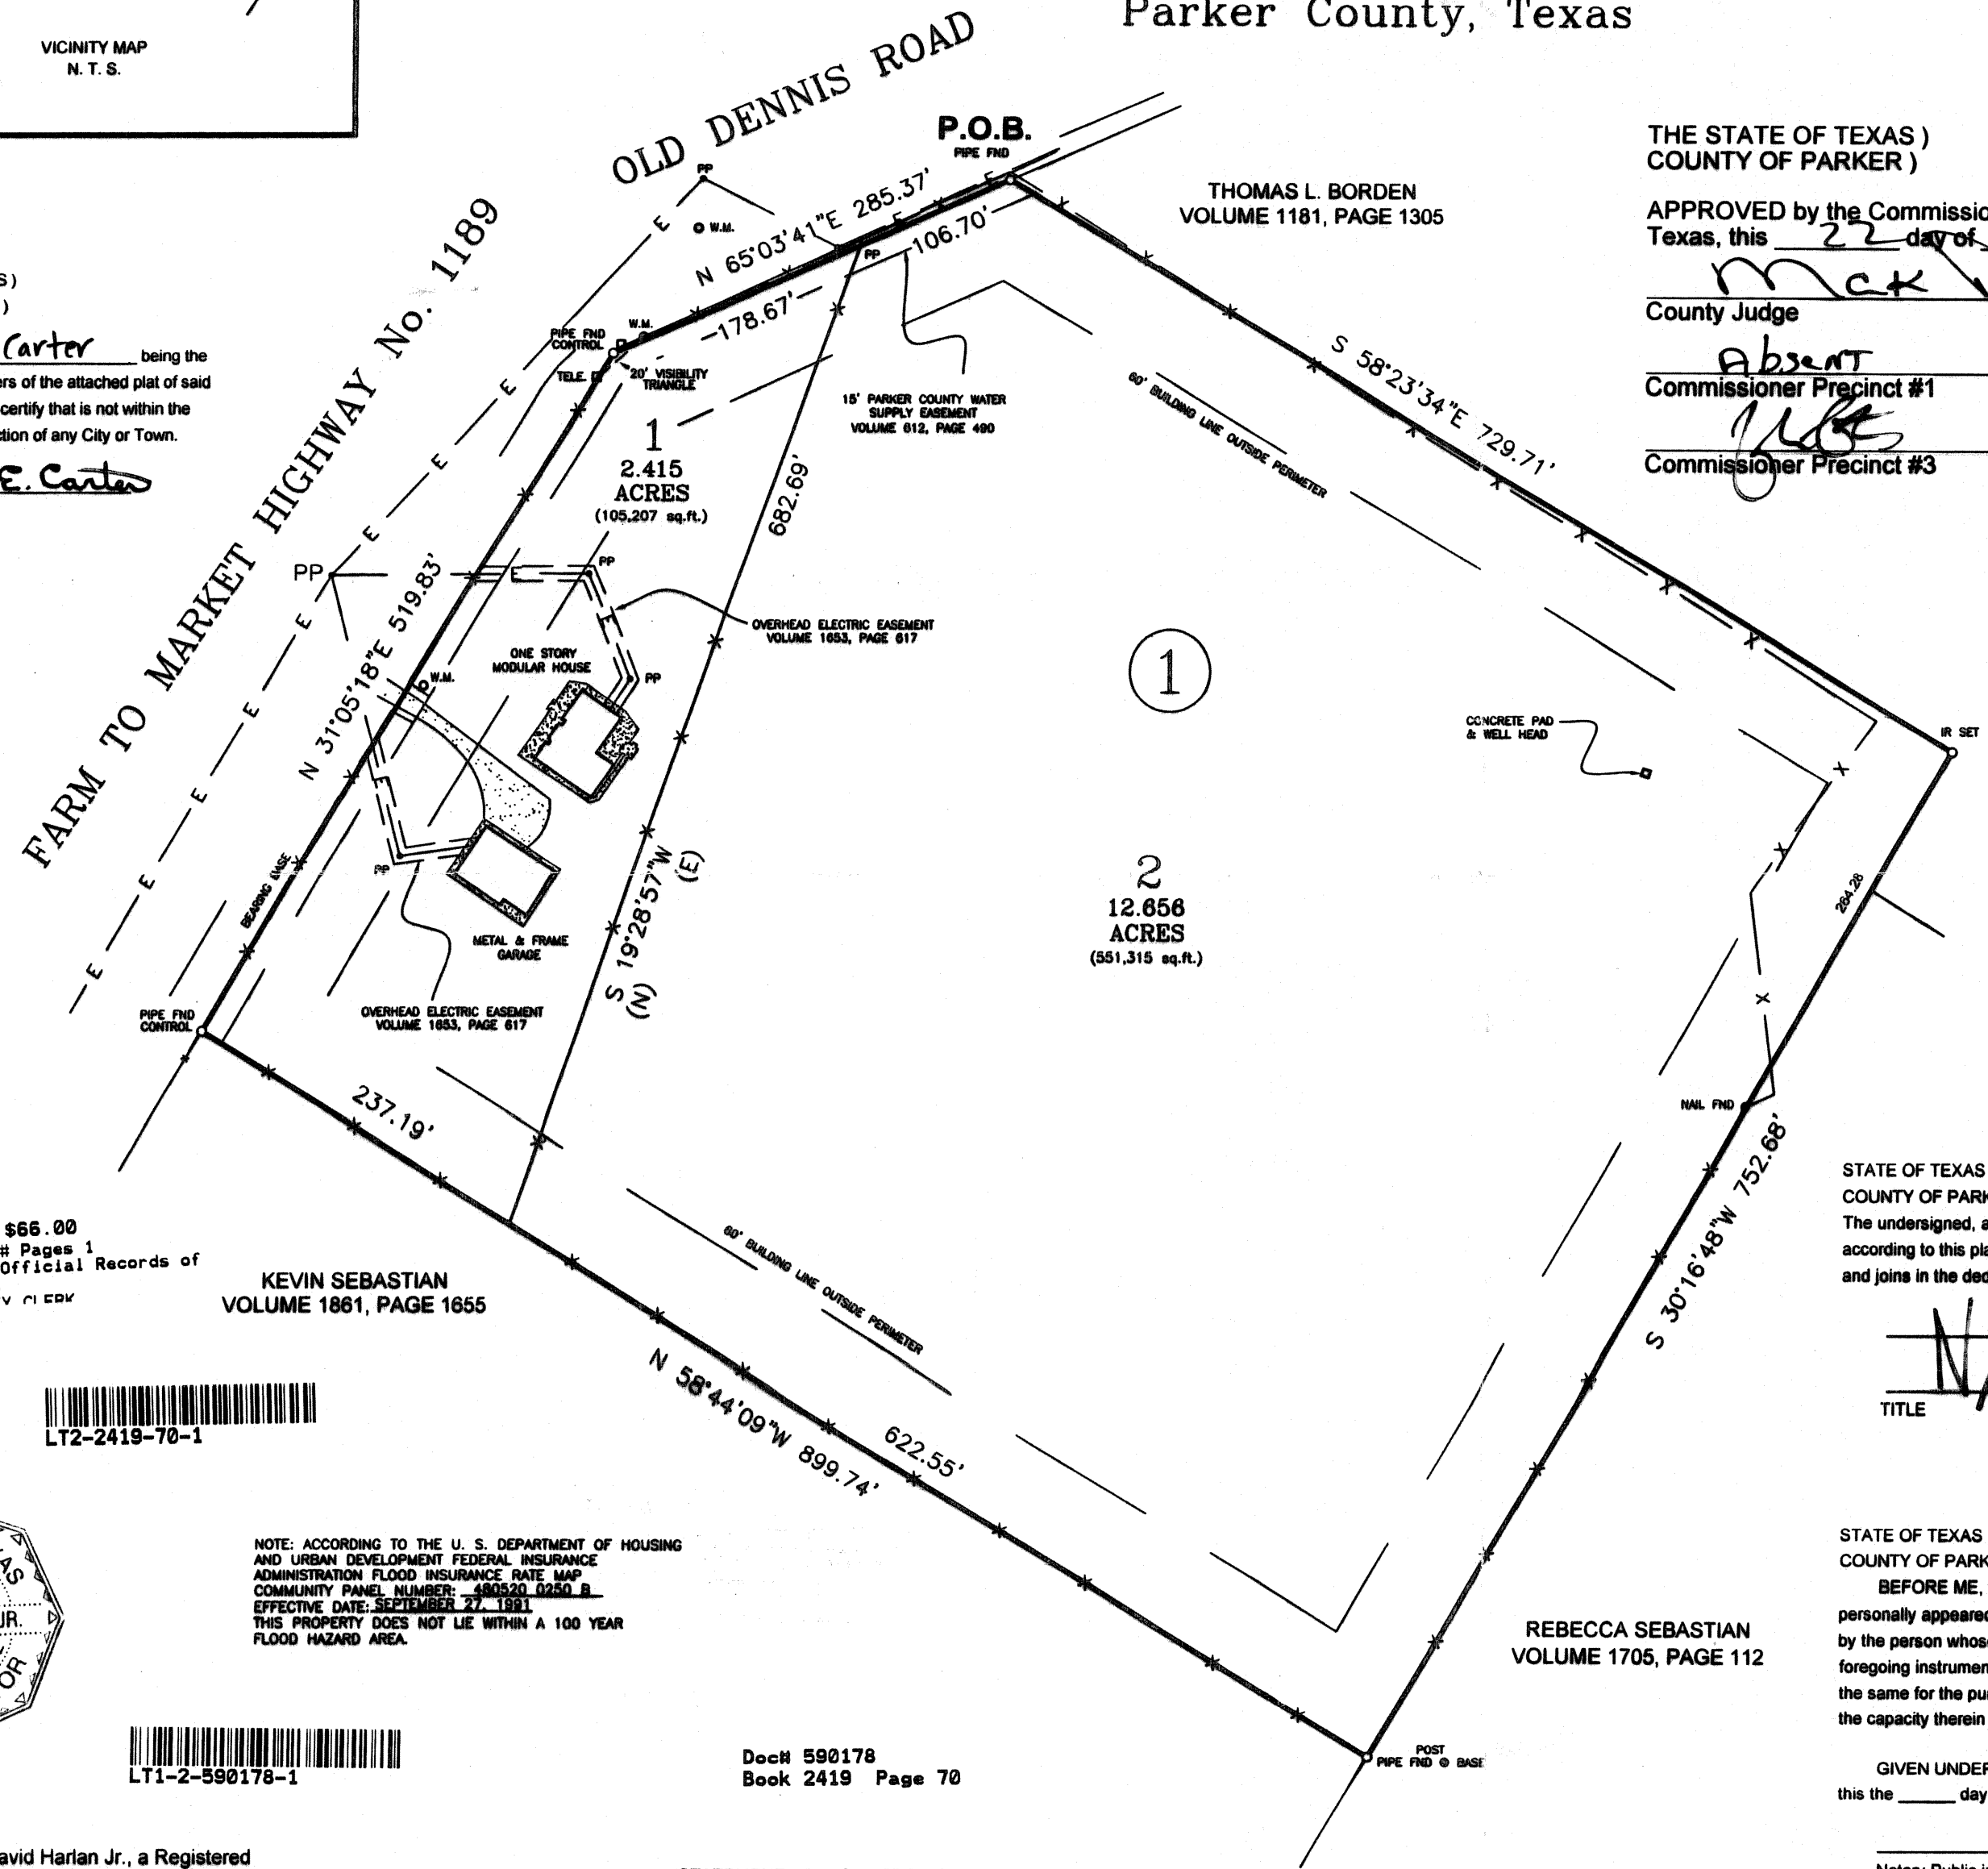 Parker County, Texas
VICINITY MAP
N. T. S.
OLD DENNIS ROAD
P.O.B.
PIPE FND
THOMAS L. BORDEN
VOLUME 1181, PAGE 1305
THE STATE OF TEXAS )
COUNTY OF PARKER )
APPROVED by the Commissio
Texas, this 22 day of
County Judge
Absent
Commissioner Precinct #1
Commissioner Precinct #3
S)
)
Carter being the
ers of the attached plat of said
certify that is not within the
ction of any City or Town.
E. Carter
FARM TO MARKET HIGHWAY No. 1189
PP
W.M.
N 65°03'41"E 285.37'
106.70'
PP
178.67'
PIPE FND
CONTROL
W.M.
TELE.
20' VISIBILITY
TRIANGLE
15' PARKER COUNTY WATER
SUPPLY EASEMENT
VOLUME 612, PAGE 490
60' BUILDING LINE OUTSIDE PERIMETER
S 58°23'34"E 729.71'
1
2.415
ACRES
(105,207 sq.ft.)
682.69'
PP
PP
N 31°05'18"E 519.83'
OVERHEAD ELECTRIC EASEMENT
VOLUME 1653, PAGE 617
ONE STORY
MODULAR HOUSE
PP
W.M.
1
CONCRETE PAD
& WELL HEAD
IR SET
BEARING BASE
PP
METAL & FRAME
GARAGE
S 19°28'57"W
(N) (E)
2
12.656
ACRES
(551,315 sq.ft.)
264.28
OVERHEAD ELECTRIC EASEMENT
VOLUME 1653, PAGE 617
PIPE FND
CONTROL
237.19'
NAIL FND
S 30°16'48"W 752.68'
STATE OF TEXAS
COUNTY OF PARK
The undersigned, a
according to this pla
and joins in the ded
TITLE
$66.00
# Pages 1
Official Records of
Y CLERK
KEVIN SEBASTIAN
VOLUME 1861, PAGE 1655
60' BUILDING LINE OUTSIDE PERIMETER
N 58°44'09"W 899.74'
622.55'
LT2-2419-70-1
NOTE: ACCORDING TO THE U. S. DEPARTMENT OF HOUSING
AND URBAN DEVELOPMENT FEDERAL INSURANCE
ADMINISTRATION FLOOD INSURANCE RATE MAP
COMMUNITY PANEL NUMBER: 480520 0250 B
EFFECTIVE DATE: SEPTEMBER 27, 1991
THIS PROPERTY DOES NOT LIE WITHIN A 100 YEAR
FLOOD HAZARD AREA.
REBECCA SEBASTIAN
VOLUME 1705, PAGE 112
STATE OF TEXAS
COUNTY OF PARK
BEFORE ME,
personally appeared
by the person whos
foregoing instrumen
the same for the pu
the capacity therein
GIVEN UNDER
this the ______ day
POST
PIPE FND @ BASE
LT1-2-590178-1
Doc# 590178
Book 2419 Page 70
avid Harlan Jr., a Registered